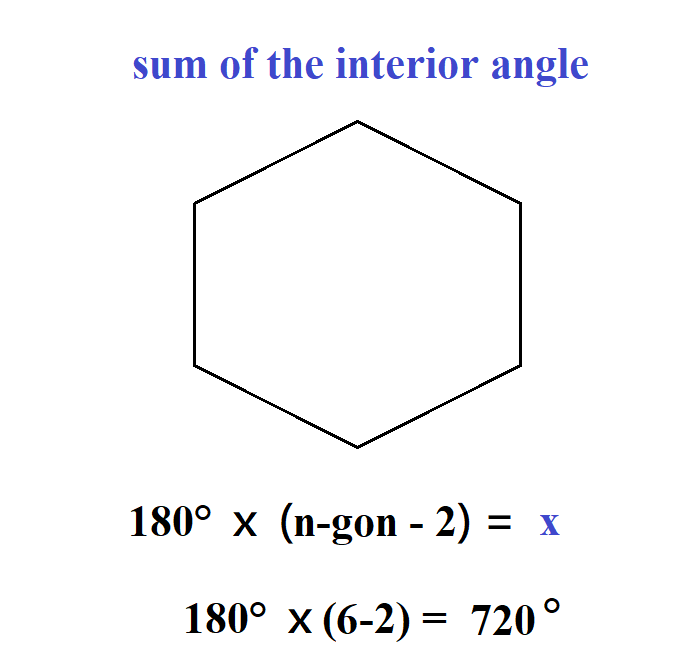 sum of the interior angle
180° x (n-gon - 2) = x
180° x (6-2) = 720°